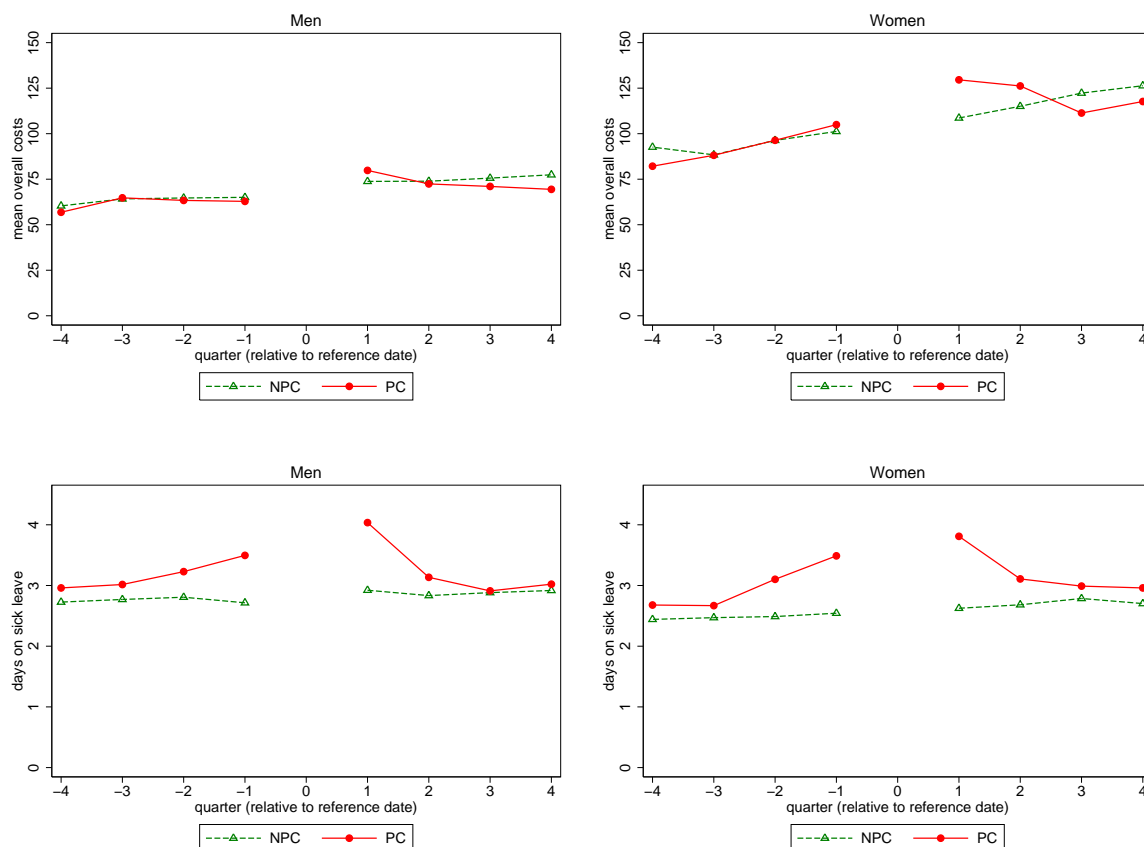 Men
mean overall costs
0 25 50 75 100 125 150
−4 −3 −2 −1 0 1 2 3 4
quarter (relative to reference date)
NPC PC
Women
mean overall costs
0 25 50 75 100 125 150
−4 −3 −2 −1 0 1 2 3 4
quarter (relative to reference date)
NPC PC
Men
days on sick leave
0 1 2 3 4
−4 −3 −2 −1 0 1 2 3 4
quarter (relative to reference date)
NPC PC
Women
days on sick leave
0 1 2 3 4
−4 −3 −2 −1 0 1 2 3 4
quarter (relative to reference date)
NPC PC